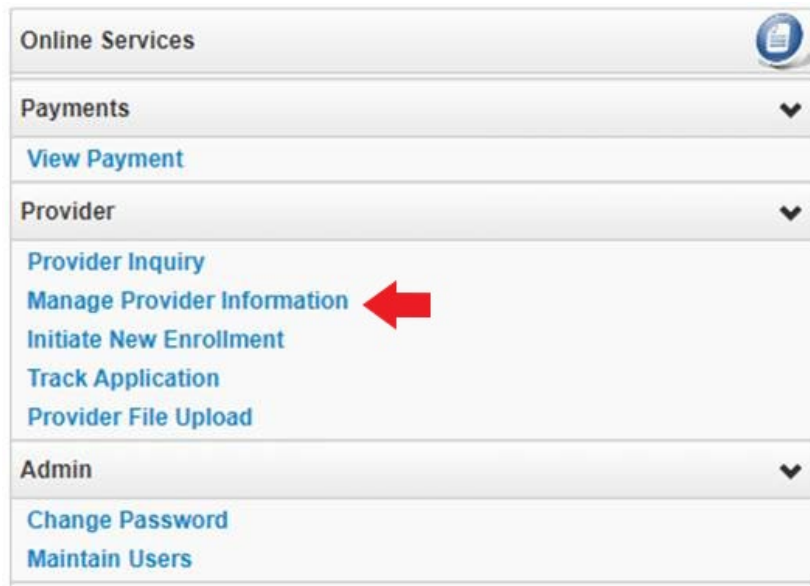 Online Services
Payments
View Payment
Provider
Provider Inquiry
Manage Provider Information
Initiate New Enrollment
Track Application
Provider File Upload
Admin
Change Password
Maintain Users